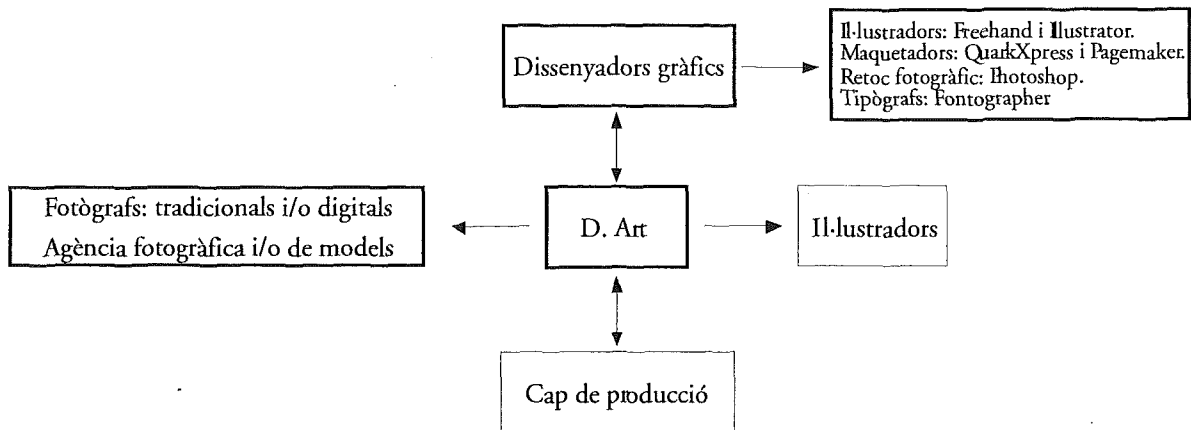 Dissenyadors gràfics
Il·lustradors: Freehand i Illustrator.
Maquetadors: QuarkXpress i Pagemaker.
Retoc fotogràfic: Photoshop.
Tipògrafs: Fontographer
Fotògrafs: tradicionals i/o digitals
Agència fotogràfica i/o de models
D. Art
Il·lustradors
Cap de producció